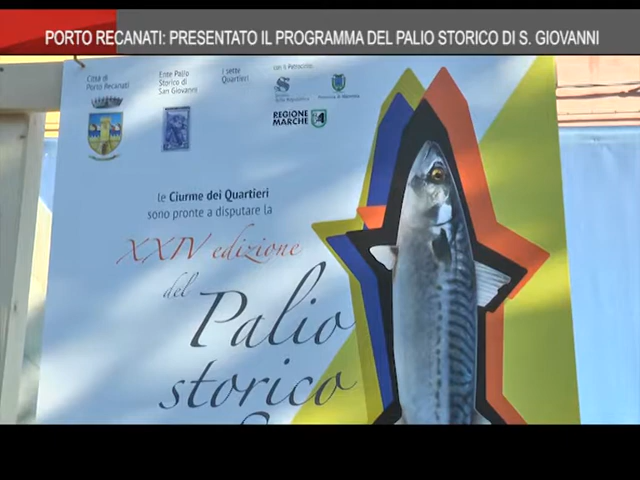 PORTO RECANATI: PRESENTATO IL PROGRAMMA DEL PALIO STORICO DI S. GIOVANNI
Città di
Porto Recanati
Ente Palio
Storico di
San Giovanni
I sette
Quartieri
con il Patrocinio
REGIONE
MARCHE
le Ciurme dei Quartieri
sono pronte a disputare la
XXIV edizione
del
Palio
storico